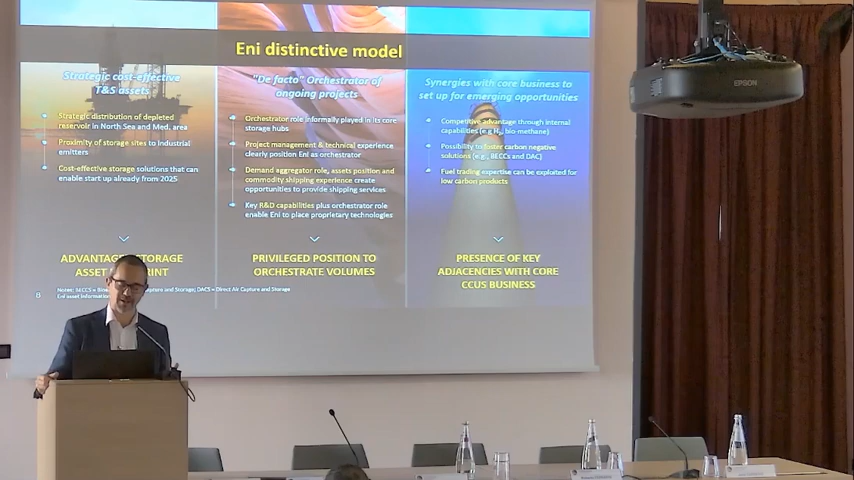 Eni distinctive model
Strategic cost-effective
T&S assets
Strategic distribution of depleted
reservoir in North Sea and Med. area
Proximity of storage sites to industrial
emitters
Cost-effective storage solutions that can
enable start up already from 2025
ADVANTAGE STORAGE
ASSET
"De facto" Orchestrator of
ongoing projects
Orchestrator role informally played in its core
storage hubs
Project management & technical experience
clearly position Eni as orchestrator
Demand aggregator role, assets position and
commodity shipping experience create
opportunities to provide shipping services
Key R&D capabilities plus orchestrator role
enable Eni to place proprietary technologies
PRIVILEGED POSITION TO
ORCHESTRATE VOLUMES
Synergies with core business to
set up for emerging opportunities
Competitive advantage through internal
capabilities (e.g H₂, bio-methane)
Possibility to foster carbon negative
solutions (e.g., BECCs and DAC)
Fuel trading expertise can be exploited for
low carbon products
PRESENCE OF KEY
ADJACENCIES WITH CORE
CCUS BUSINESS
8
Notes: BECCS = Capture and Storage; DACS = Direct Air Capture and Storage
Eni asset
EPSON